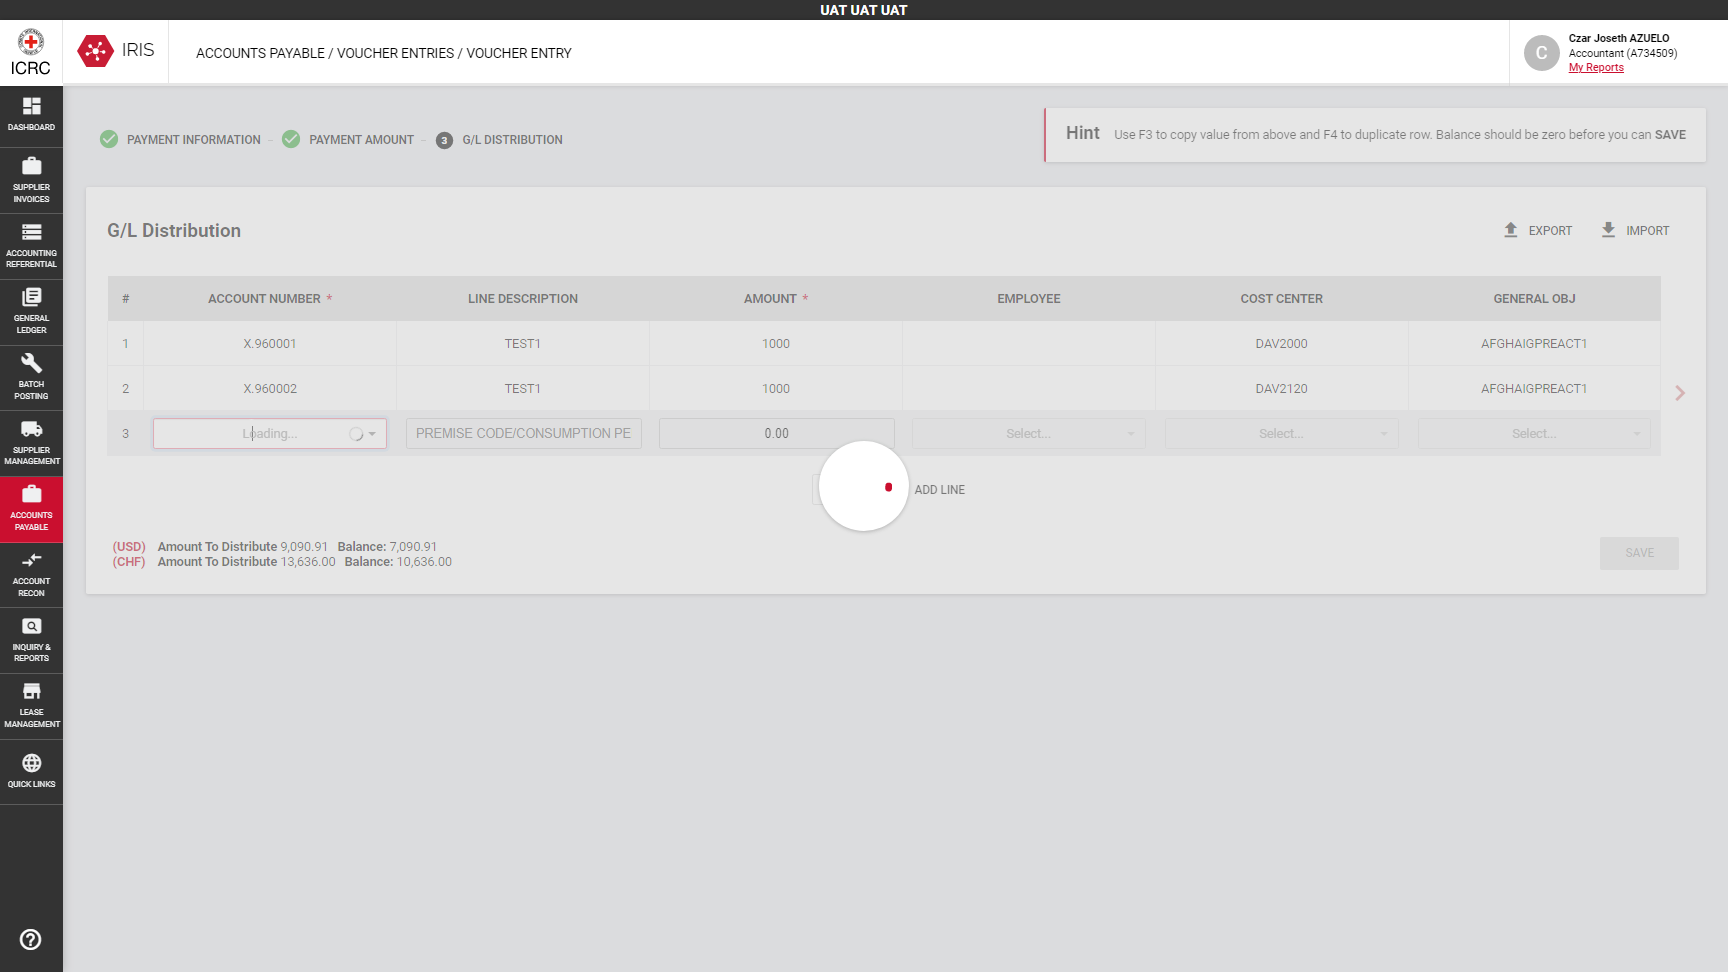 UAT UAT UAT
ICRC
IRIS
ACCOUNTS PAYABLE / VOUCHER ENTRIES / VOUCHER ENTRY
C
Czar Joseth AZUELO
Accountant (A734509)
My Reports
DASHBOARD
SUPPLIER
INVOICES
ACCOUNTING
REFERENTIAL
GENERAL
LEDGER
BATCH
POSTING
SUPPLIER
MANAGEMENT
ACCOUNTS
PAYABLE
ACCOUNT
RECON
INQUIRY &
REPORTS
LEASE
MANAGEMENT
QUICK LINKS
PAYMENT INFORMATION
PAYMENT AMOUNT
3 G/L DISTRIBUTION
Hint Use F3 to copy value from above and F4 to duplicate row. Balance should be zero before you can SAVE
G/L Distribution
EXPORT
IMPORT
# ACCOUNT NUMBER * LINE DESCRIPTION AMOUNT * EMPLOYEE COST CENTER GENERAL OBJ
1 X.960001 TEST1 1000 DAV2000 AFGHAIGPREACT1
2 X.960002 TEST1 1000 DAV2120 AFGHAIGPREACT1
3 Loading... PREMISE CODE/CONSUMPTION PE 0.00 Select... Select... Select...
ADD LINE
(USD) Amount To Distribute 9,090.91 Balance: 7,090.91
(CHF) Amount To Distribute 13,636.00 Balance: 10,636.00
SAVE